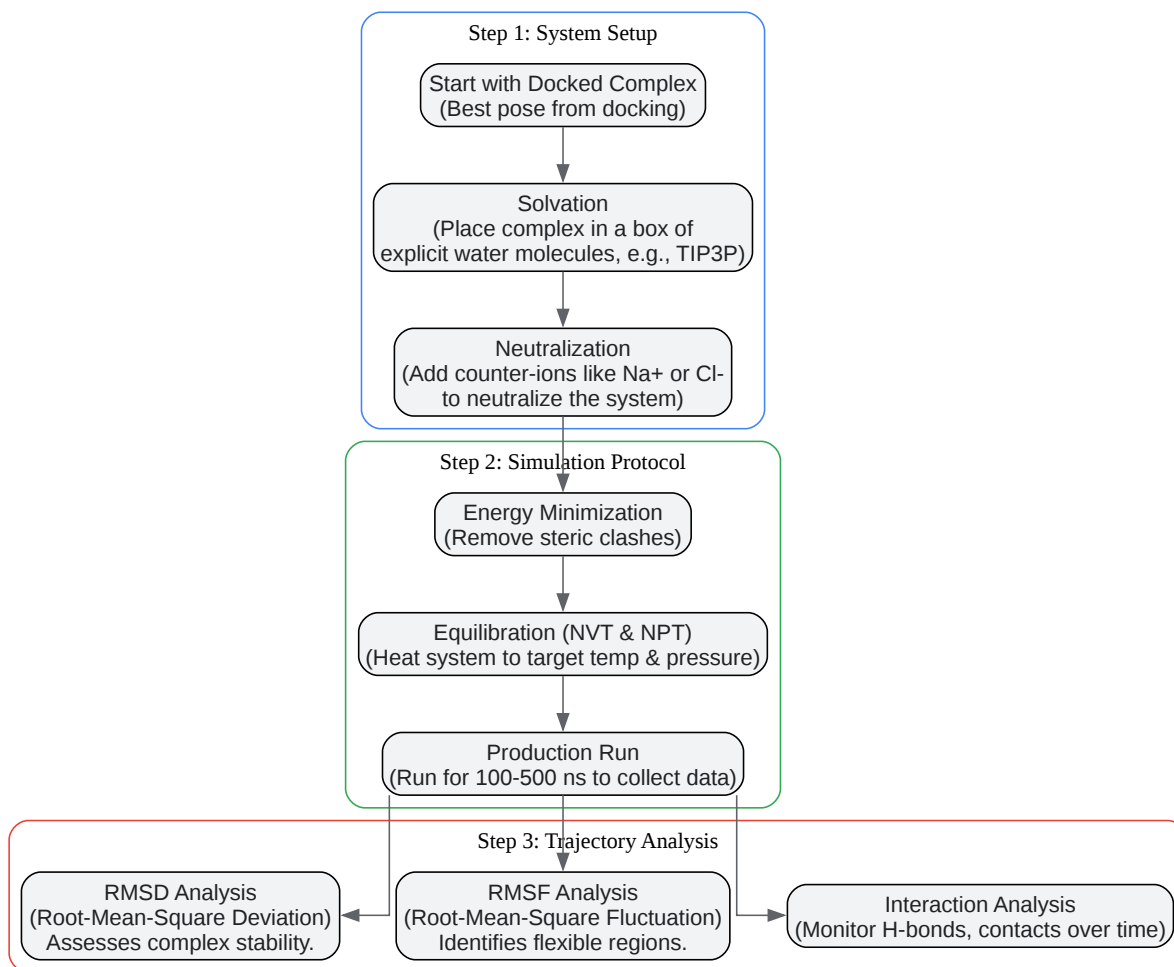 Step 1: System Setup
Start with Docked Complex
(Best pose from docking)
Solvation
(Place complex in a box of
explicit water molecules, e.g., TIP3P)
Neutralization
(Add counter-ions like Na+ or Cl-
to neutralize the system)
Step 2: Simulation Protocol
Energy Minimization
(Remove steric clashes)
Equilibration (NVT & NPT)
(Heat system to target temp & pressure)
Production Run
(Run for 100-500 ns to collect data)
Step 3: Trajectory Analysis
RMSD Analysis
(Root-Mean-Square Deviation)
Assesses complex stability.
RMSF Analysis
(Root-Mean-Square Fluctuation)
Identifies flexible regions.
Interaction Analysis
(Monitor H-bonds, contacts over time)